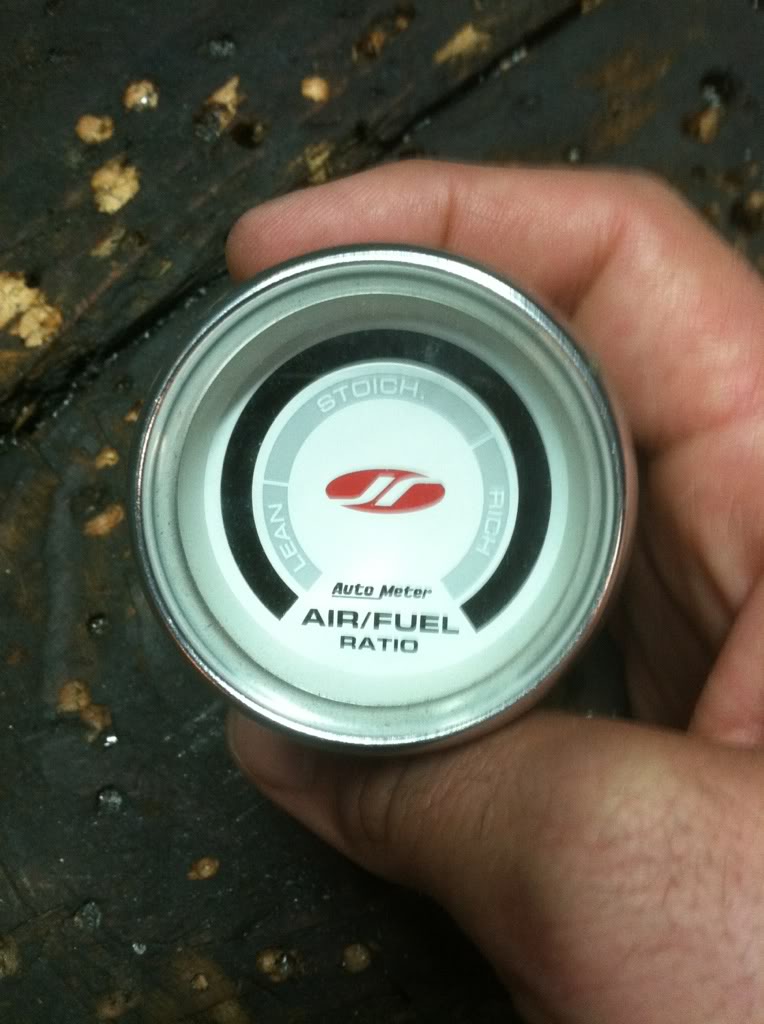 STOICH.
LEAN
RICH
Auto Meter
AIR/FUEL
RATIO